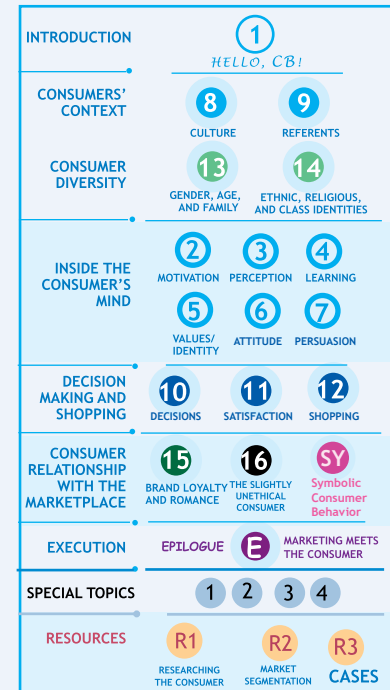 INTRODUCTION
1
HELLO, CB!
CONSUMERS'
CONTEXT
8
9
CULTURE
REFERENTS
CONSUMER
DIVERSITY
13
14
GENDER, AGE,
AND FAMILY
ETHNIC, RELIGIOUS,
AND CLASS IDENTITIES
INSIDE THE
CONSUMER'S
MIND
2
3
4
MOTIVATION
PERCEPTION
LEARNING
5
6
7
VALUES/
IDENTITY
ATTITUDE
PERSUASION
DECISION
MAKING AND
SHOPPING
10
11
12
DECISIONS
SATISFACTION
SHOPPING
CONSUMER
RELATIONSHIP
WITH THE
MARKETPLACE
15
16
SY
BRAND LOYALTY
AND ROMANCE
THE SLIGHTLY
UNETHICAL
CONSUMER
Symbolic
Consumer
Behavior
EXECUTION
EPILOGUE
E
MARKETING MEETS
THE CONSUMER
SPECIAL TOPICS
1
2
3
4
RESOURCES
R1
R2
R3
RESEARCHING
THE CONSUMER
MARKET
SEGMENTATION
CASES